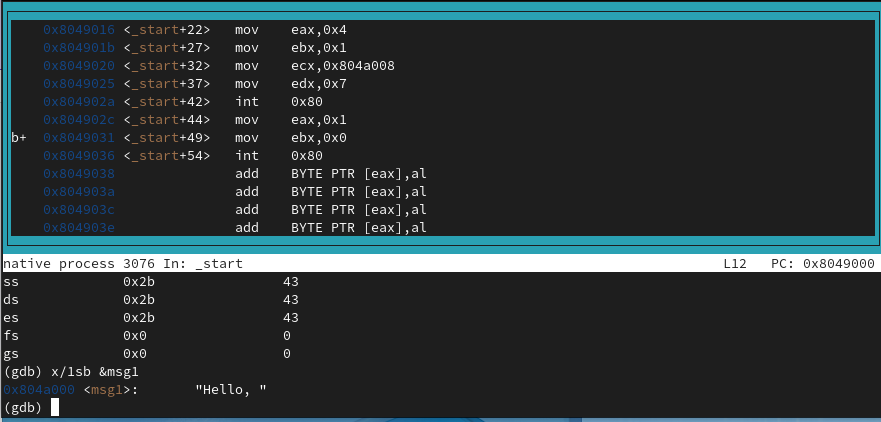 0x8049016 <_start+22> mov eax,0x4
0x804901b <_start+27> mov ebx,0x1
0x8049020 <_start+32> mov ecx,0x804a008
0x8049025 <_start+37> mov edx,0x7
0x804902a <_start+42> int 0x80
0x804902c <_start+44> mov eax,0x1
b+ 0x8049031 <_start+49> mov ebx,0x0
0x8049036 <_start+54> int 0x80
0x8049038 add BYTE PTR [eax],al
0x804903a add BYTE PTR [eax],al
0x804903c add BYTE PTR [eax],al
0x804903e add BYTE PTR [eax],al
native process 3076 In: _start L12 PC: 0x8049000
ss 0x2b 43
ds 0x2b 43
es 0x2b 43
fs 0x0 0
gs 0x0 0
(gdb) x/1sb &msg1
0x804a000 <msg1>: "Hello, "
(gdb)